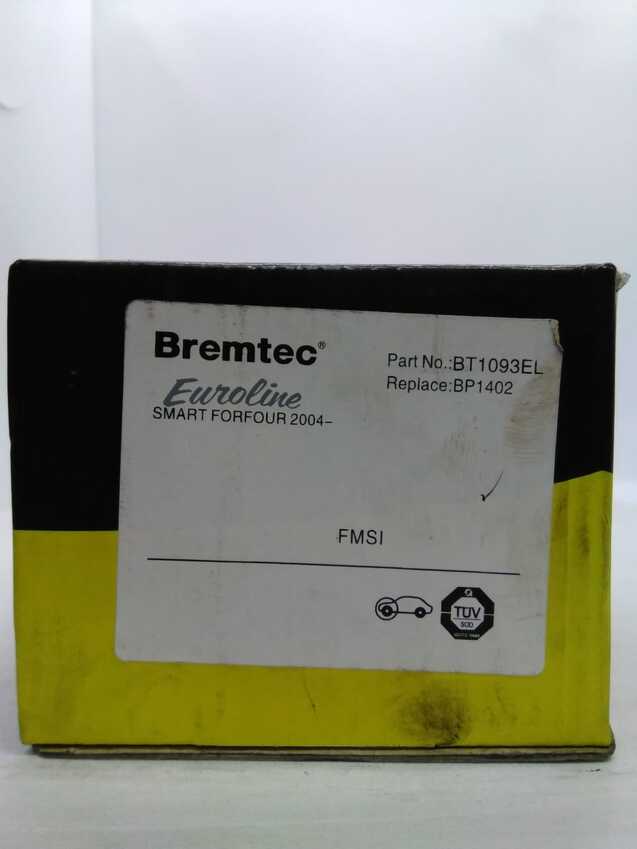 Bremtec®
Euroline
SMART FORFOUR 2004–
Part No.:BT1093EL
Replace:BP1402
FMSI
TÜV
SÜD